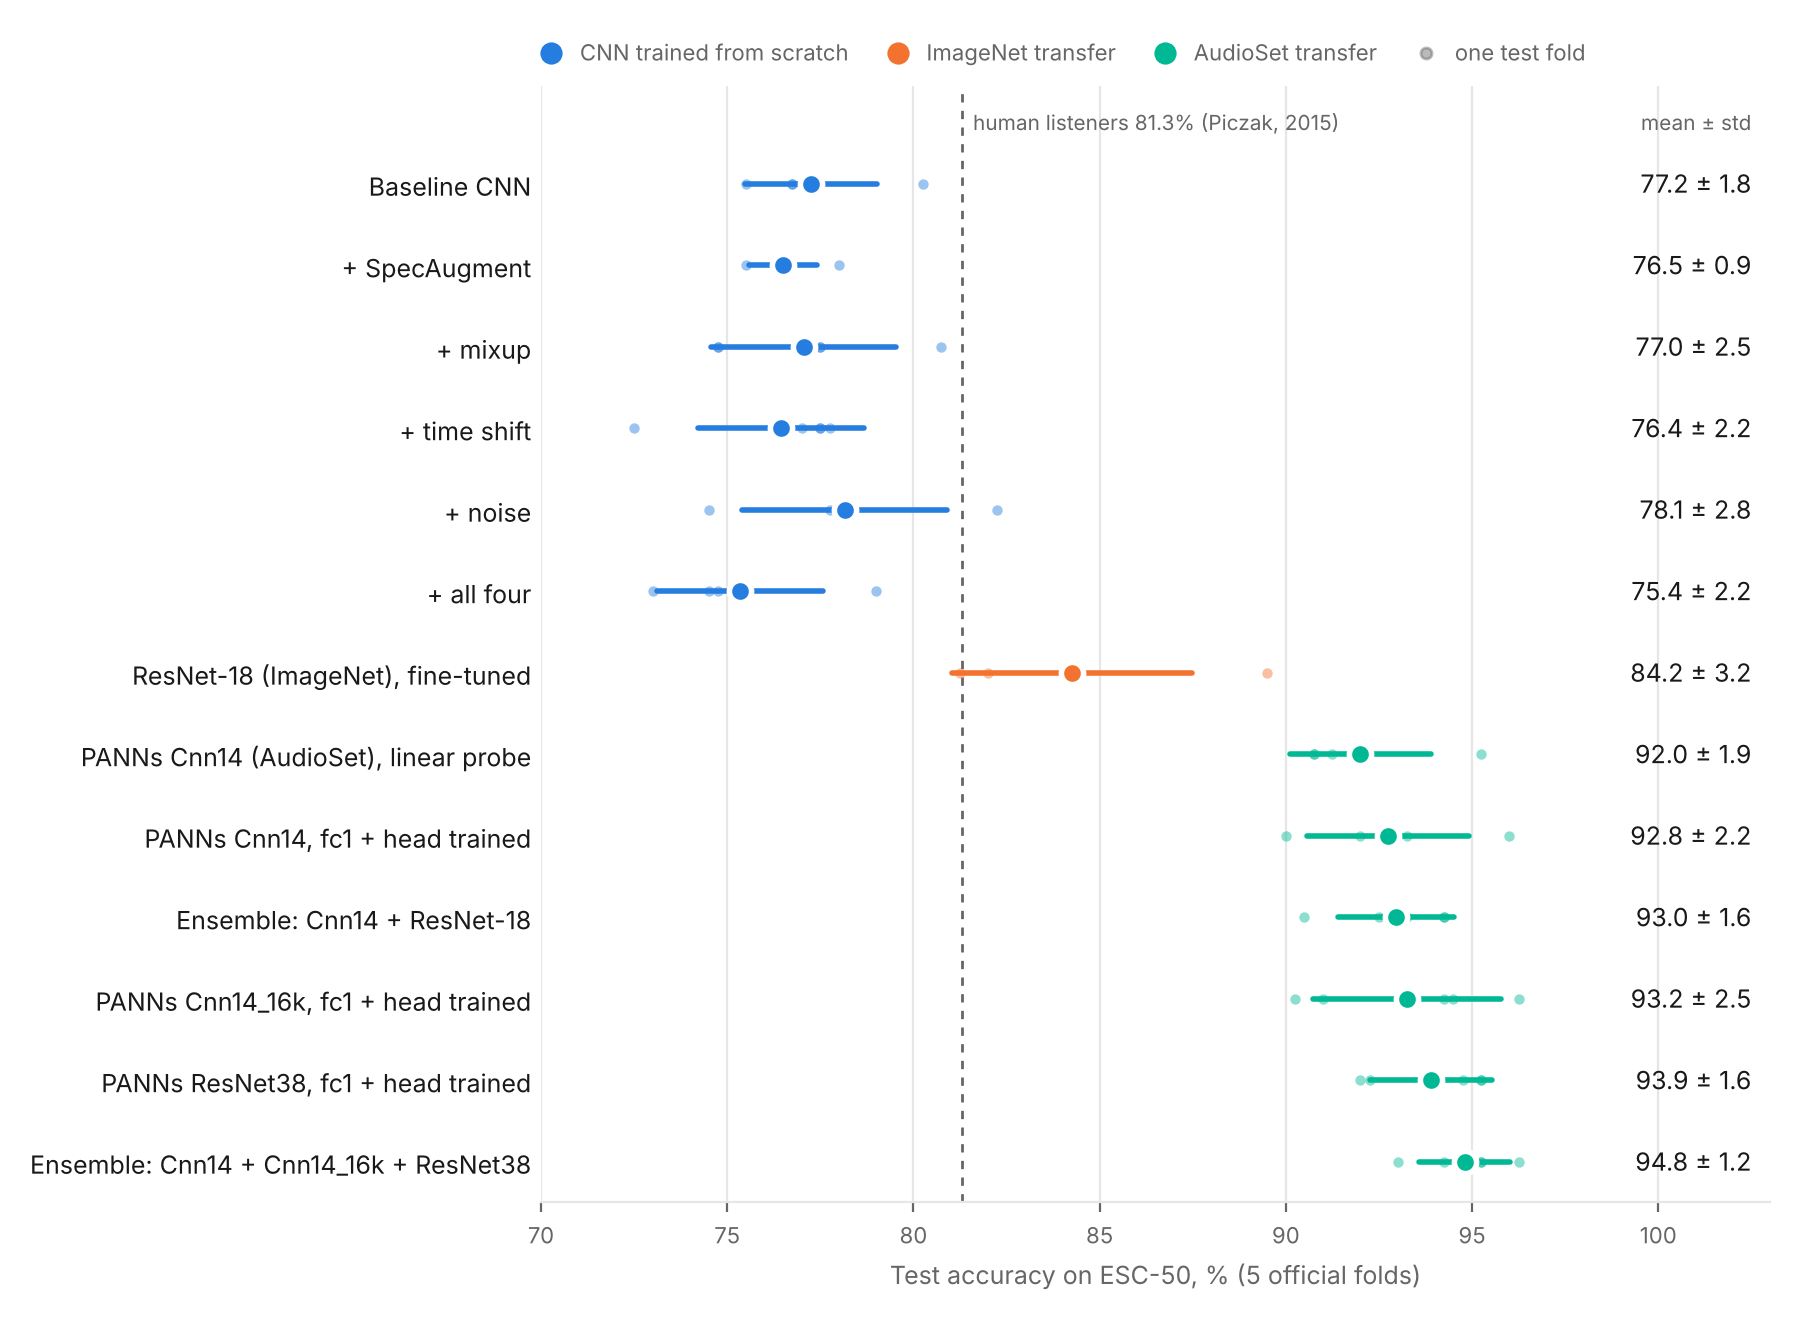 CNN trained from scratch ImageNet transfer AudioSet transfer one test fold
human listeners 81.3% (Piczak, 2015) mean ± std
Baseline CNN 77.2 ± 1.8
+ SpecAugment 76.5 ± 0.9
+ mixup 77.0 ± 2.5
+ time shift 76.4 ± 2.2
+ noise 78.1 ± 2.8
+ all four 75.4 ± 2.2
ResNet-18 (ImageNet), fine-tuned 84.2 ± 3.2
PANNs Cnn14 (AudioSet), linear probe 92.0 ± 1.9
PANNs Cnn14, fc1 + head trained 92.8 ± 2.2
Ensemble: Cnn14 + ResNet-18 93.0 ± 1.6
PANNs Cnn14_16k, fc1 + head trained 93.2 ± 2.5
PANNs ResNet38, fc1 + head trained 93.9 ± 1.6
Ensemble: Cnn14 + Cnn14_16k + ResNet38 94.8 ± 1.2
70 75 80 85 90 95 100
Test accuracy on ESC-50, % (5 official folds)